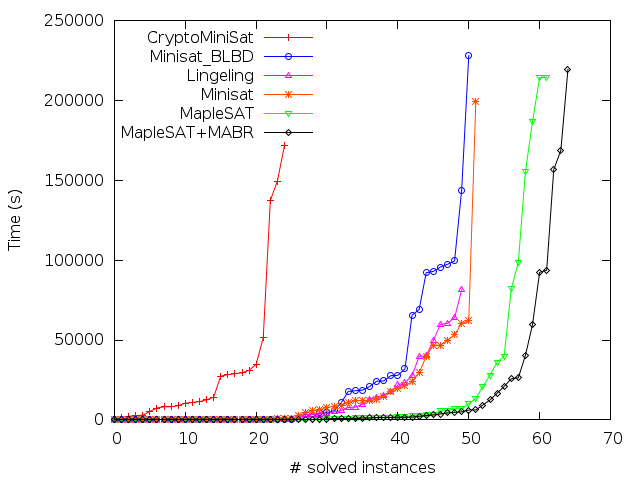 250000
200000
150000
100000
50000
0
Time (s)
CryptoMiniSat
Minisat_BLBD
Lingeling
Minisat
MapleSAT
MapleSAT+MABR
0 10 20 30 40 50 60 70
# solved instances